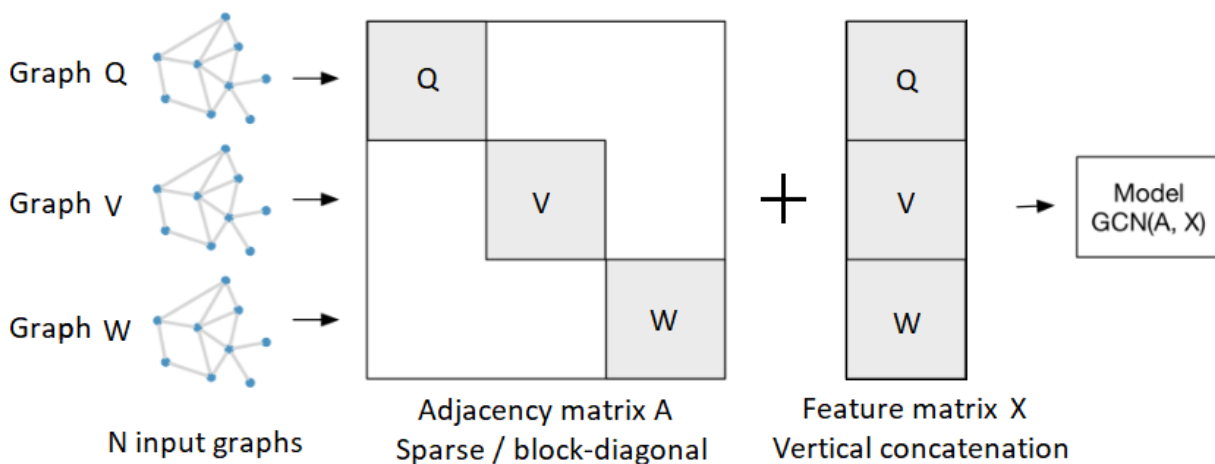 Graph Q
Graph V
Graph W
N input graphs
Q
V
W
Adjacency matrix A
Sparse / block-diagonal
+
Q
V
W
Feature matrix X
Vertical concatenation
Model
GCN(A, X)